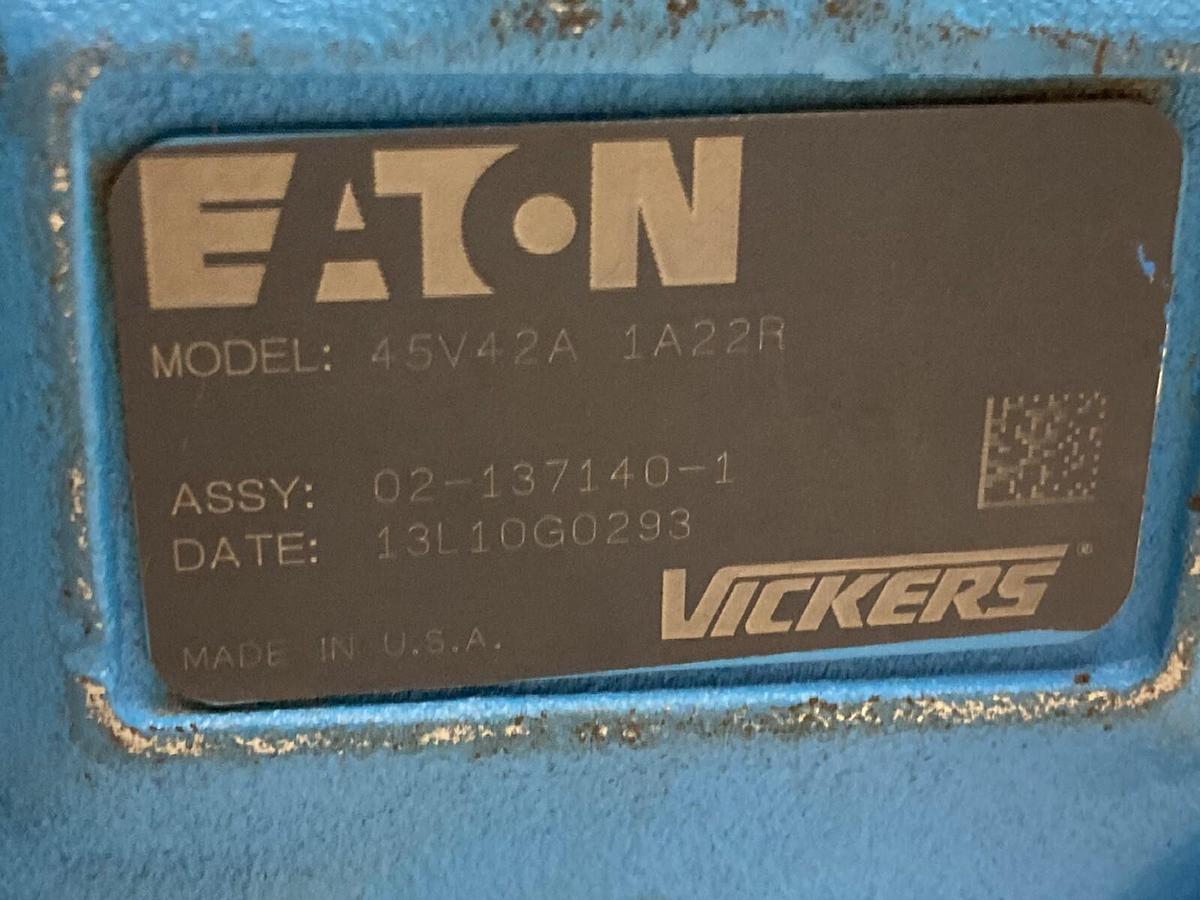 EATON
MODEL: 45V42A 1A22R
ASSY: 02-137140-1
DATE: 13L10G0293
VICKERS®
MADE IN U.S.A.